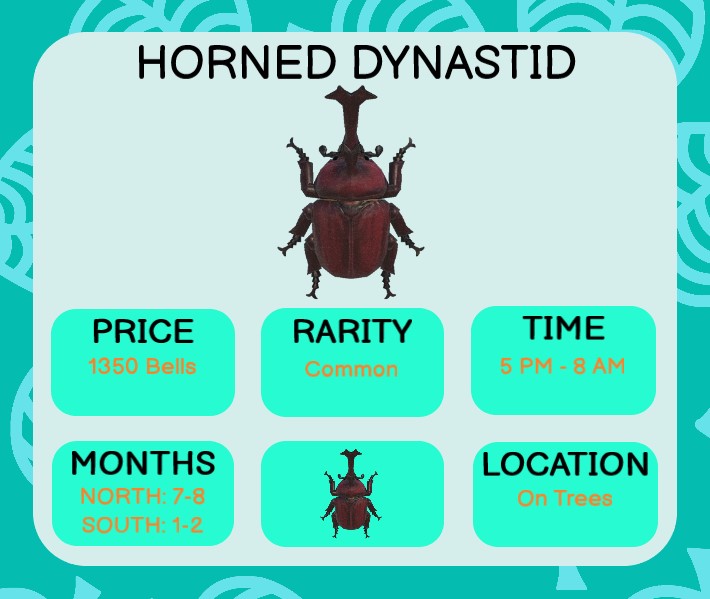 HORNED DYNASTID
PRICE
1350 Bells
RARITY
Common
TIME
5 PM - 8 AM
MONTHS
NORTH: 7-8
SOUTH: 1-2
LOCATION
On Trees